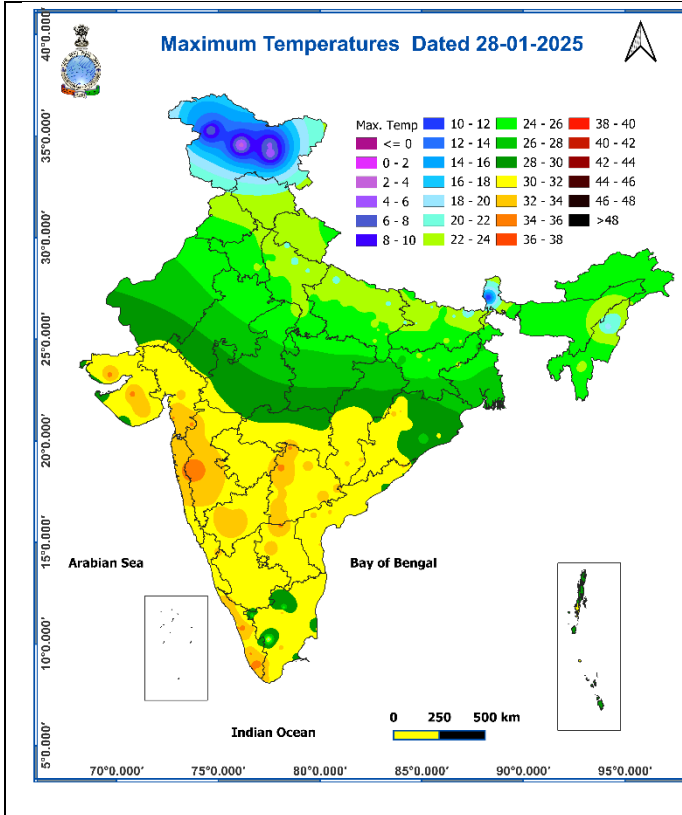 Maximum Temperatures Dated 28-01-2025
Max. Temp
<= 0
0 - 2
2 - 4
4 - 6
6 - 8
8 - 10
10 - 12
12 - 14
14 - 16
16 - 18
18 - 20
20 - 22
22 - 24
24 - 26
26 - 28
28 - 30
30 - 32
32 - 34
34 - 36
36 - 38
38 - 40
40 - 42
42 - 44
44 - 46
46 - 48
>48
40°0.000'
35°0.000'
30°0.000'
25°0.000'
20°0.000'
15°0.000'
10°0.000'
5°0.000'
Arabian Sea
Bay of Bengal
Indian Ocean
0 250 500 km
70°0.000' 75°0.000' 80°0.000' 85°0.000' 90°0.000' 95°0.000'